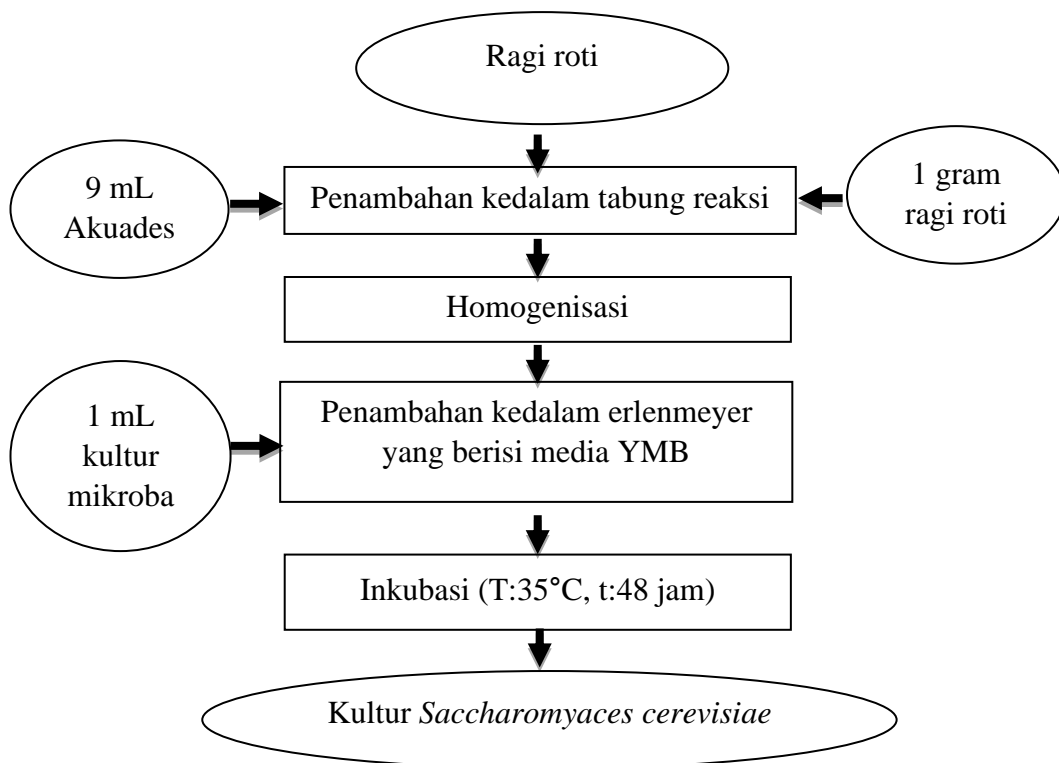 Ragi roti
9 mL
Akuades
Penambahan kedalam tabung reaksi
1 gram
ragi roti
Homogenisasi
1 mL
kultur
mikroba
Penambahan kedalam erlenmeyer
yang berisi media YMB
Inkubasi (T:35°C, t:48 jam)
Kultur Saccharomyaces cerevisiae